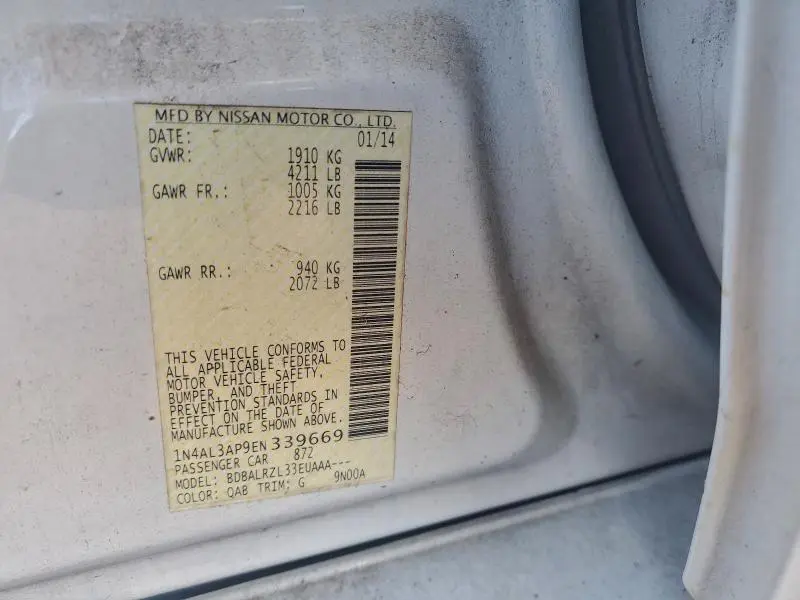 MFD BY NISSAN MOTOR CO., LTD.
DATE: 01/14
GVWR: 1910 KG
4211 LB
GAWR FR.: 1005 KG
2216 LB
GAWR RR.: 940 KG
2072 LB
THIS VEHICLE CONFORMS TO
ALL APPLICABLE FEDERAL
MOTOR VEHICLE SAFETY,
BUMPER, AND THEFT
PREVENTION STANDARDS IN
EFFECT ON THE DATE OF
MANUFACTURE SHOWN ABOVE.
1N4AL3AP9EN 339669
PASSENGER CAR 872
MODEL: BDBALRZL33EUAAA---
COLOR: QAB TRIM: G 9N00A